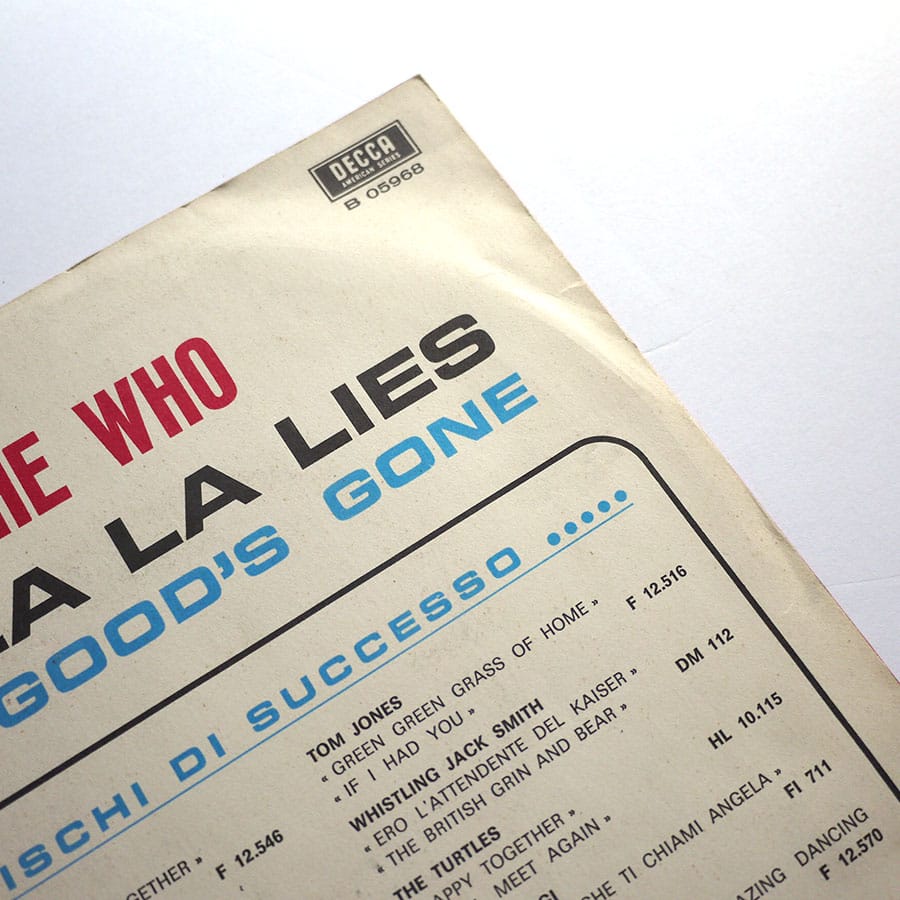 DECCA
AMERICAN SERIES
B 05968
WHO
LA LIES
GOOD'S GONE
DI SUCCESSO .....
TOM JONES
« GREEN GREEN GRASS OF HOME » F 12.516
« IF I HAD YOU »
WHISTLING JACK SMITH DM 112
« ERO L'ATTENDENTE DEL KAISER »
« THE BRITISH GRIN AND BEAR »
THE TURTLES HL 10.115
TOGETHER »
MEET AGAIN »
FI 711
CHE TI CHIAMI ANGELA »
DANCING
F 12.570
F 12.546